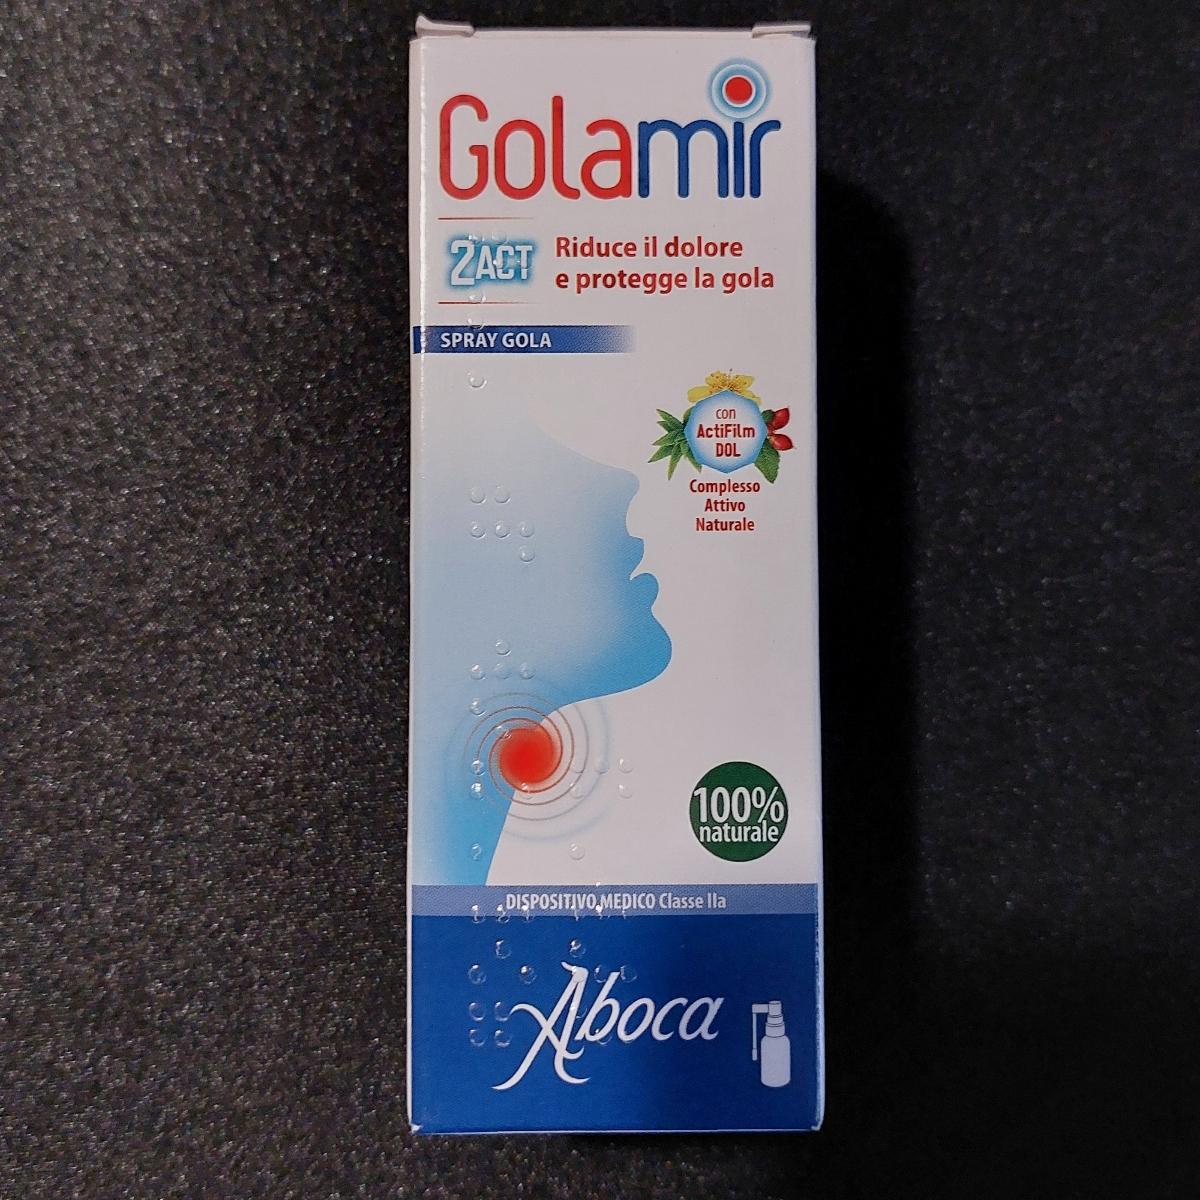 Golamir
2ACT
Riduce il dolore
e protegge la gola
SPRAY GOLA
con
ActiFilm
DOL
Complesso
Attivo
Naturale
100%
naturale
DISPOSITIVO MEDICO Classe IIa
Aboca